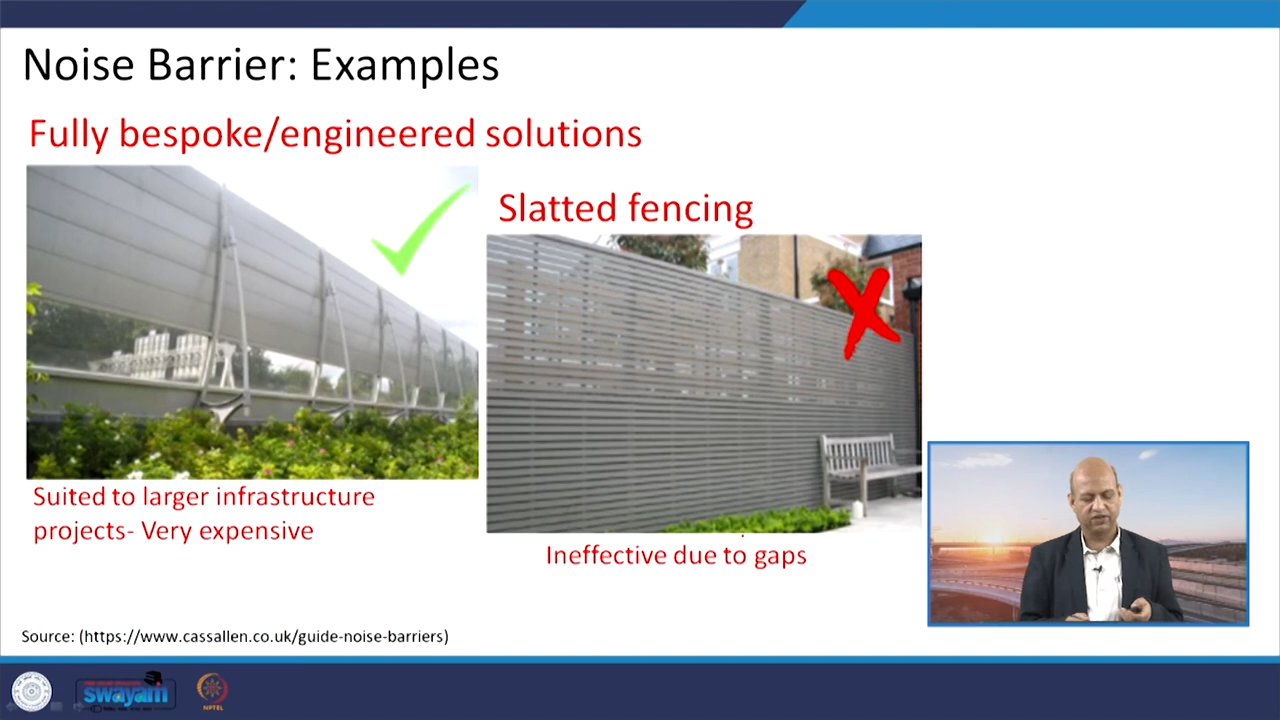 Noise Barrier: Examples
Fully bespoke/engineered solutions
Slatted fencing
Suited to larger infrastructure
projects- Very expensive
Ineffective due to gaps
Source: (https://www.cassallen.co.uk/guide-noise-barriers)
swayam
NPTEL